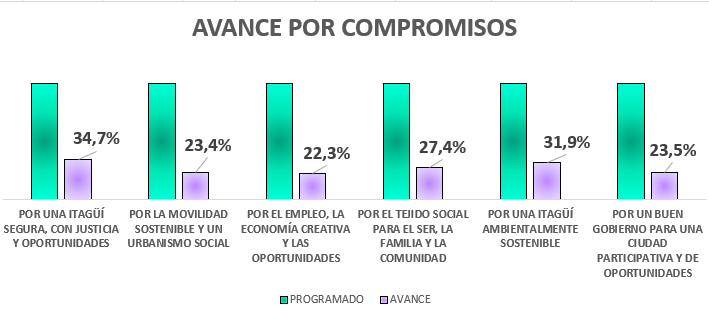 AVANCE POR COMPROMISOS
34,7%
23,4%
22,3%
27,4%
31,9%
23,5%
POR UNA ITAGÜÍ
SEGURA, CON JUSTICIA
Y OPORTUNIDADES
POR LA MOVILIDAD
SOSTENIBLE Y UN
URBANISMO SOCIAL
POR EL EMPLEO, LA
ECONOMÍA CREATIVA
Y LAS
OPORTUNIDADES
POR EL TEJIDO SOCIAL
PARA EL SER, LA
FAMILIA Y LA
COMUNIDAD
POR UNA ITAGÜÍ
AMBIENTALMENTE
SOSTENIBLE
POR UN BUEN
GOBIERNO PARA UNA
CIUDAD
PARTICIPATIVA Y DE
OPORTUNIDADES
PROGRAMADO
AVANCE